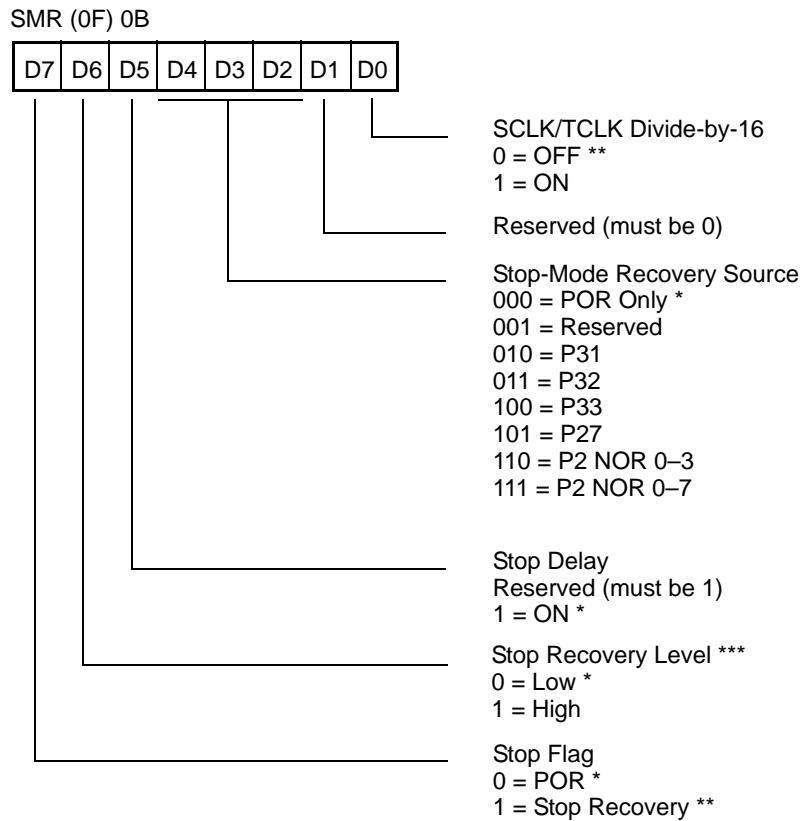 SMR (0F) 0B
D7 D6 D5 D4 D3 D2 D1 D0
SCLK/TCLK Divide-by-16
0 = OFF **
1 = ON
Reserved (must be 0)
Stop-Mode Recovery Source
000 = POR Only *
001 = Reserved
010 = P31
011 = P32
100 = P33
101 = P27
110 = P2 NOR 0–3
111 = P2 NOR 0–7
Stop Delay
Reserved (must be 1)
1 = ON *
Stop Recovery Level ***
0 = Low *
1 = High
Stop Flag
0 = POR *
1 = Stop Recovery **